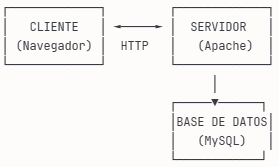 CLIENTE
(Navegador)
HTTP
SERVIDOR
(Apache)
BASE DE DATOS
(MySQL)